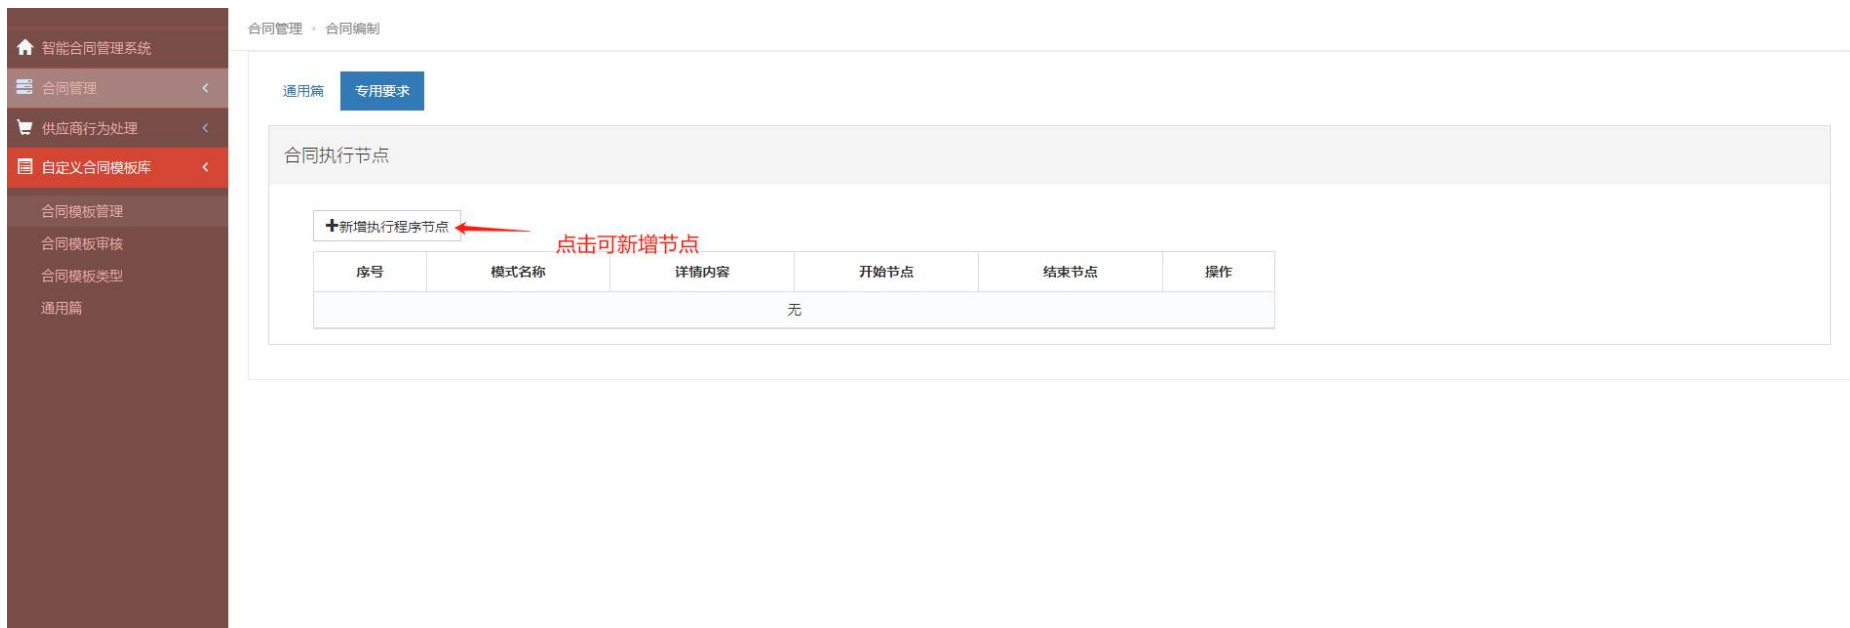 合同管理 • 合同编制
智能合同管理系统
合同管理
供应商行为处理
自定义合同模板库
合同模板管理
合同模板审核
合同模板类型
通用篇
通用篇 专用要求
合同执行节点
新增执行程序节点
点击可新增节点
序号 模式名称 详情内容 开始节点 结束节点 操作
无